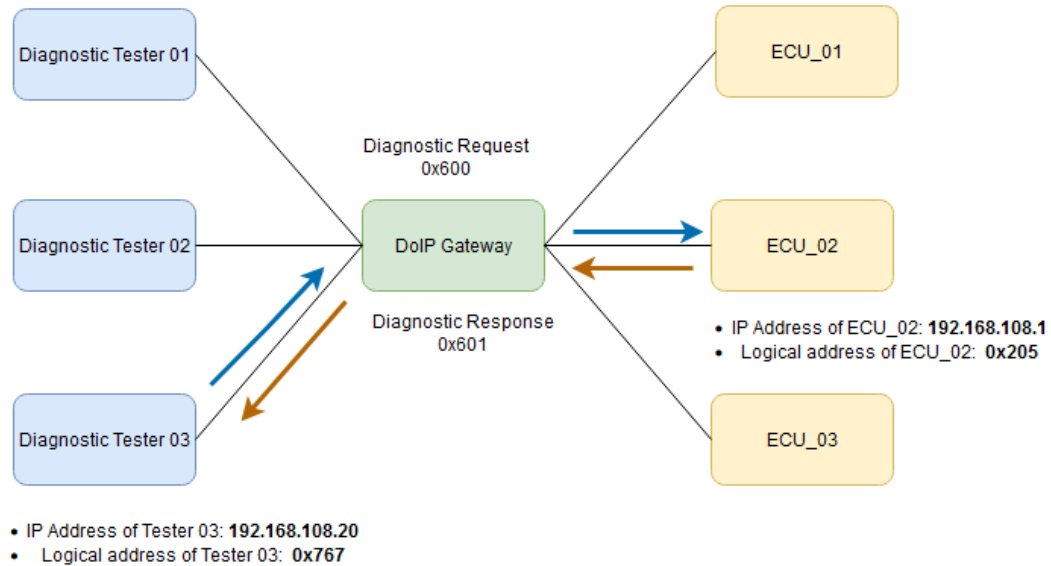 Diagnostic Tester 01
ECU_01
Diagnostic Request
0x600
Diagnostic Tester 02
DoIP Gateway
ECU_02
Diagnostic Response
0x601
• IP Address of ECU_02: 192.168.108.1
• Logical address of ECU_02: 0x205
Diagnostic Tester 03
ECU_03
• IP Address of Tester 03: 192.168.108.20
• Logical address of Tester 03: 0x767